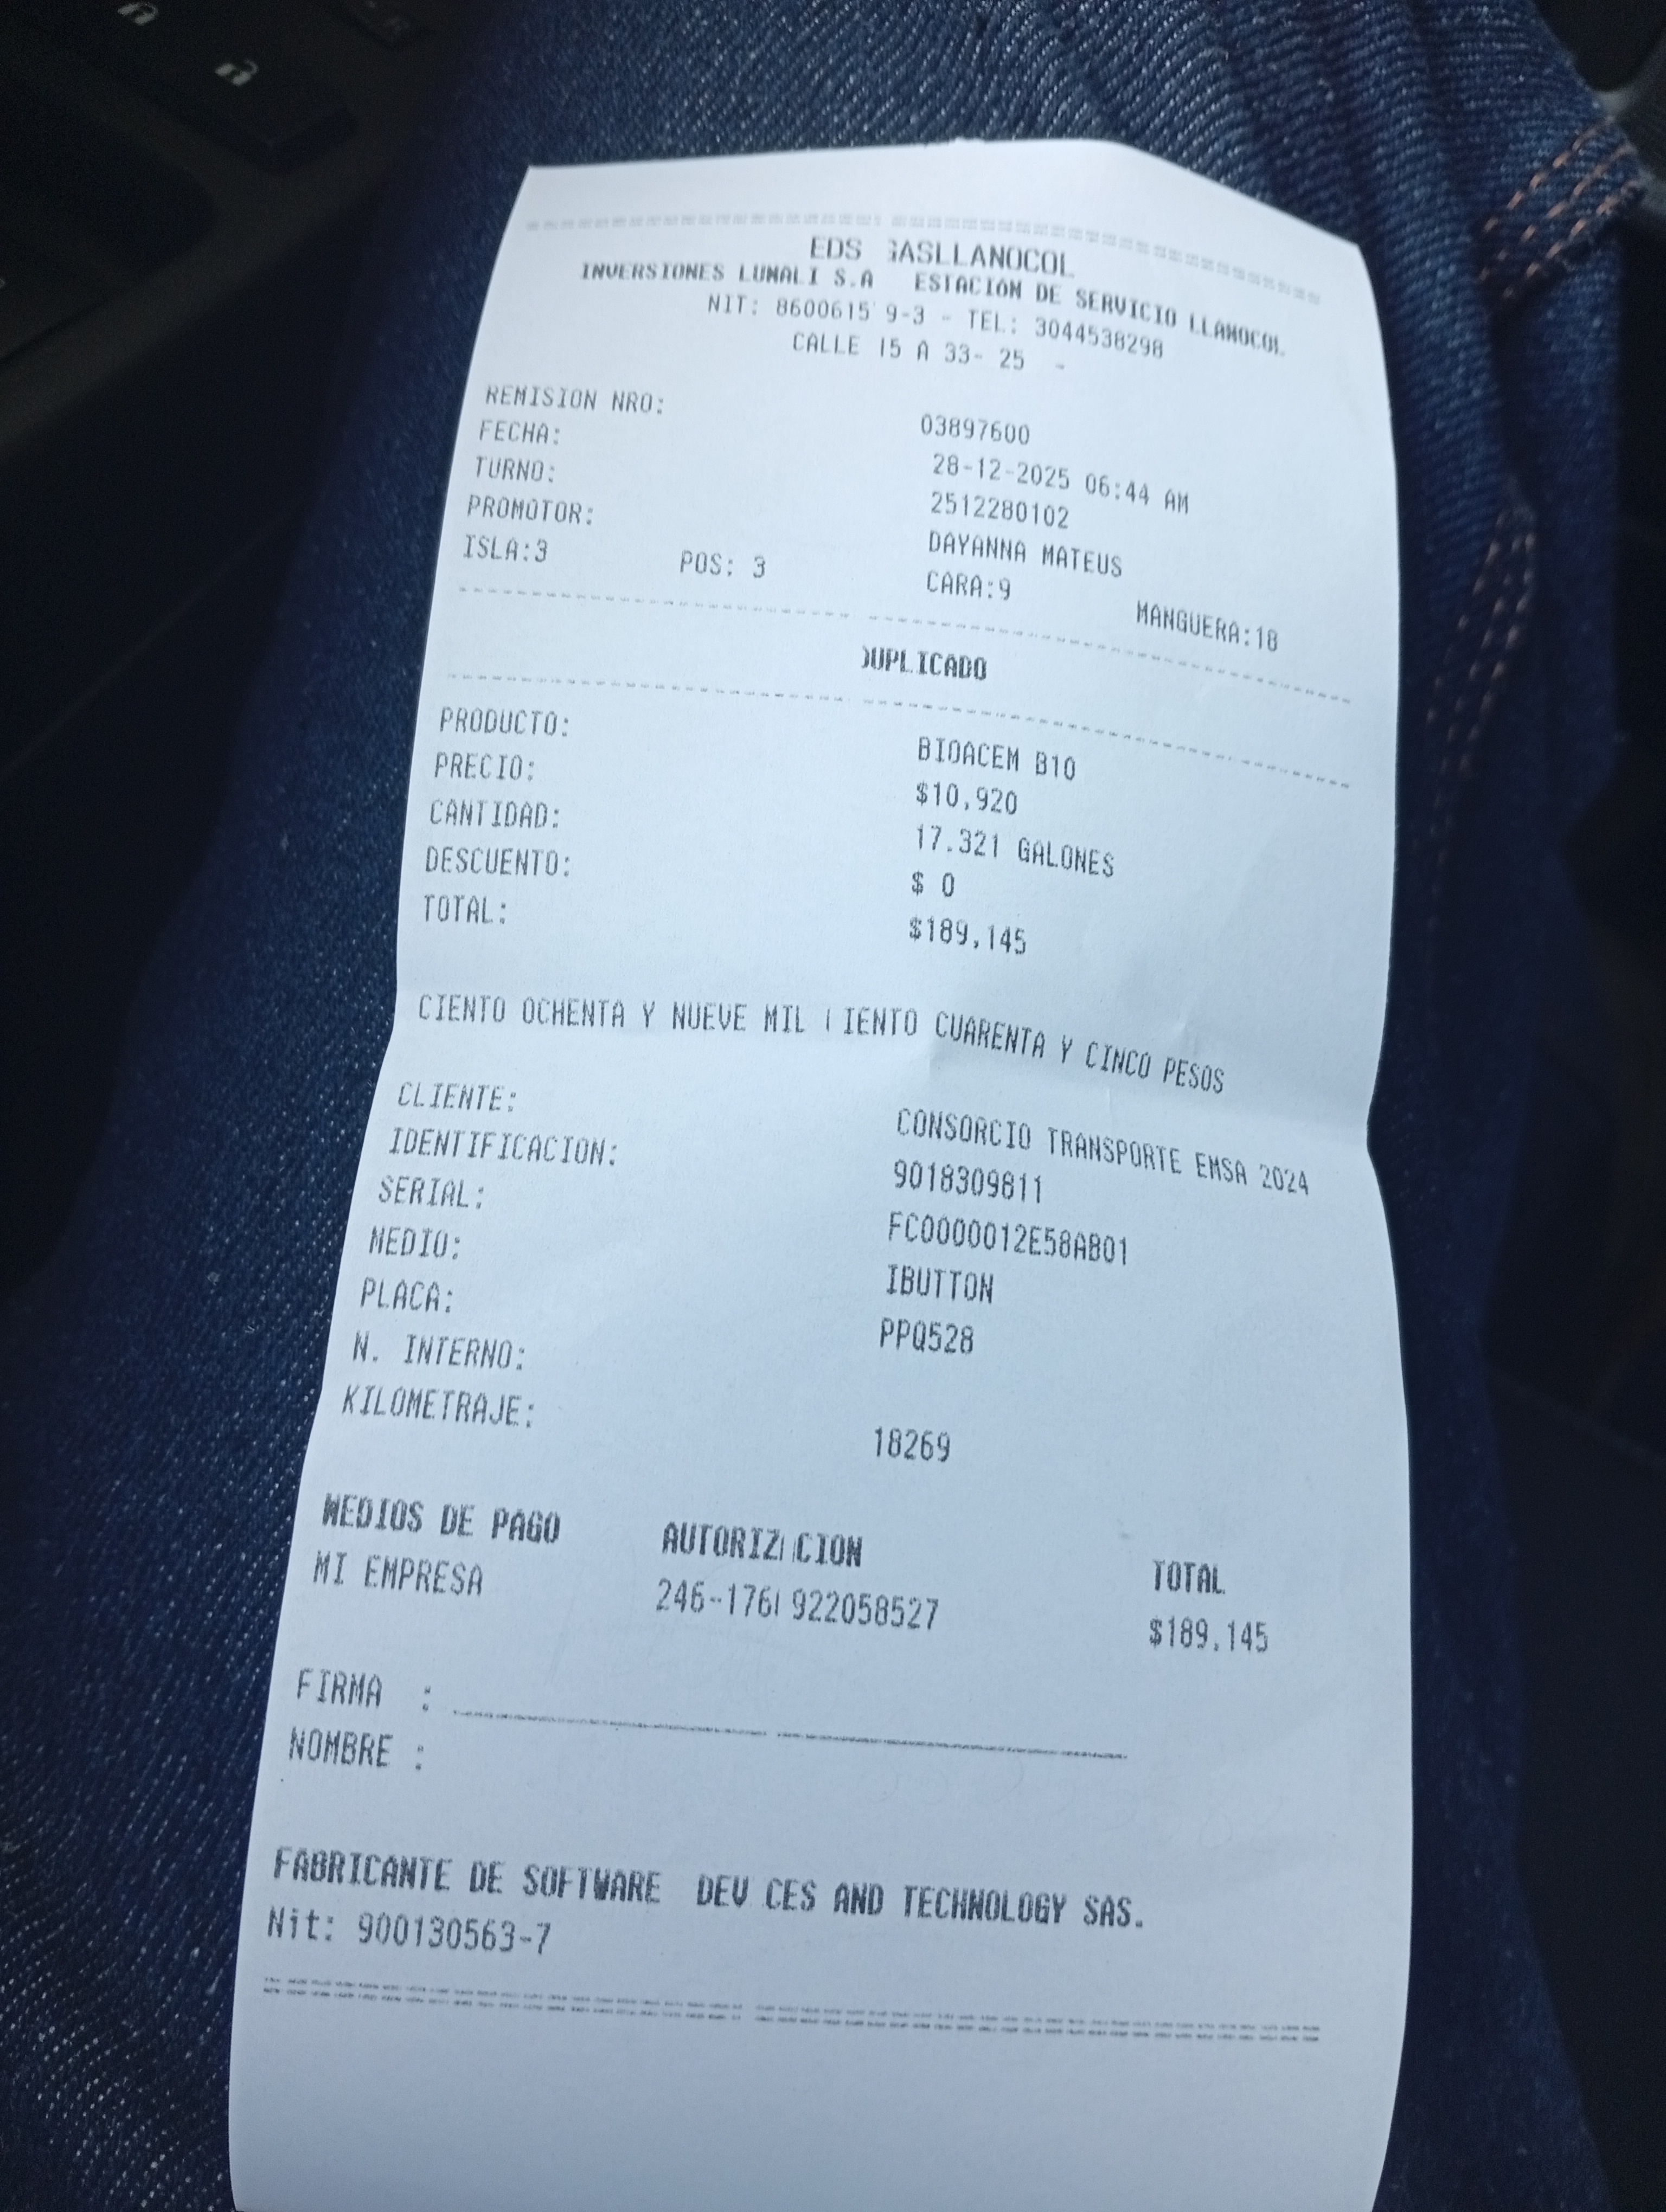 EDS GASLLANOCOL
INVERSIONES LUMALI S.A ESTACION DE SERVICIO LLANOCOL
NIT: 8600615 9-3 - TEL: 3044538298
CALLE 15 A 33- 25 -
REMISION NRO: 03897600
FECHA: 28-12-2025 06:44 AM
TURNO: 2512280102
PROMOTOR: DAYANNA MATEUS
ISLA:3 POS: 3 CARA:9 MANGUERA:18
DUPLICADO
PRODUCTO: BIOACEM B10
PRECIO: $10,920
CANTIDAD: 17.321 GALONES
DESCUENTO: $ 0
TOTAL: $189,145
CIENTO OCHENTA Y NUEVE MIL CIENTO CUARENTA Y CINCO PESOS
CLIENTE: CONSORCIO TRANSPORTE EMSA 2024
IDENTIFICACION: 9018309811
SERIAL: FC0000012E58AB01
MEDIO: IBUTTON
PLACA: PPQ528
N. INTERNO:
KILOMETRAJE: 18269
MEDIOS DE PAGO AUTORIZACION TOTAL
MI EMPRESA $189,145
FIRMA :
NOMBRE :
FABRICANTE DE SOFTWARE DEV CES AND TECHNOLOGY SAS.
Nit: 900130563-7